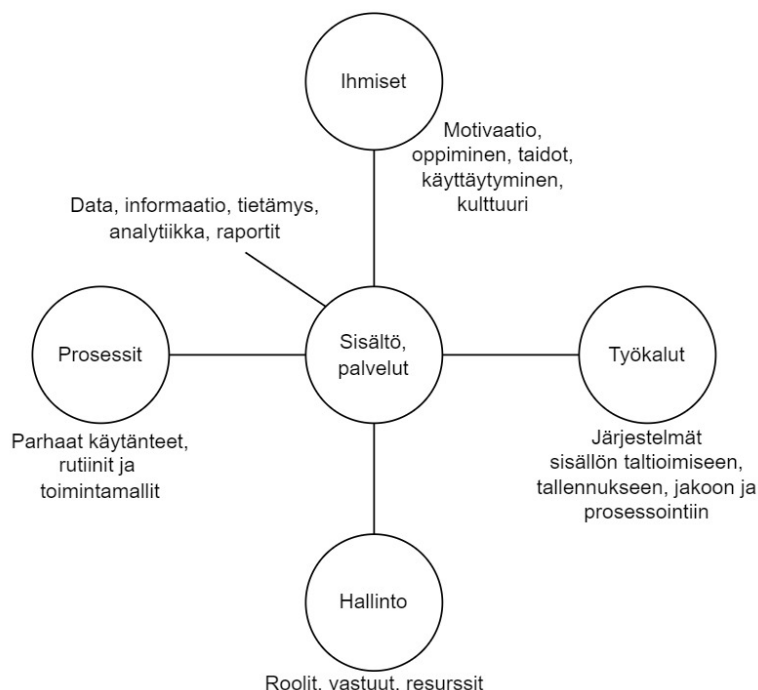 Ihmiset
Motivaatio,
oppiminen, taidot,
käyttäytyminen,
kulttuuri
Data, informaatio, tietämys,
analytiikka, raportit
Prosessit
Parhaat käytänteet,
rutiinit ja
toimintamallit
Sisältö,
palvelut
Työkalut
Järjestelmät
sisällön taltioimiseen,
tallennukseen, jakoon ja
prosessointiin
Hallinto
Roolit, vastuut, resurssit